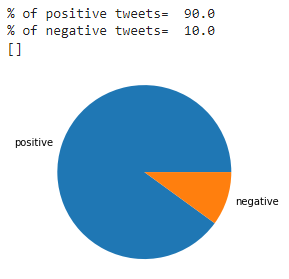 % of positive tweets=  90.0
% of negative tweets=  10.0
[]
positive
negative